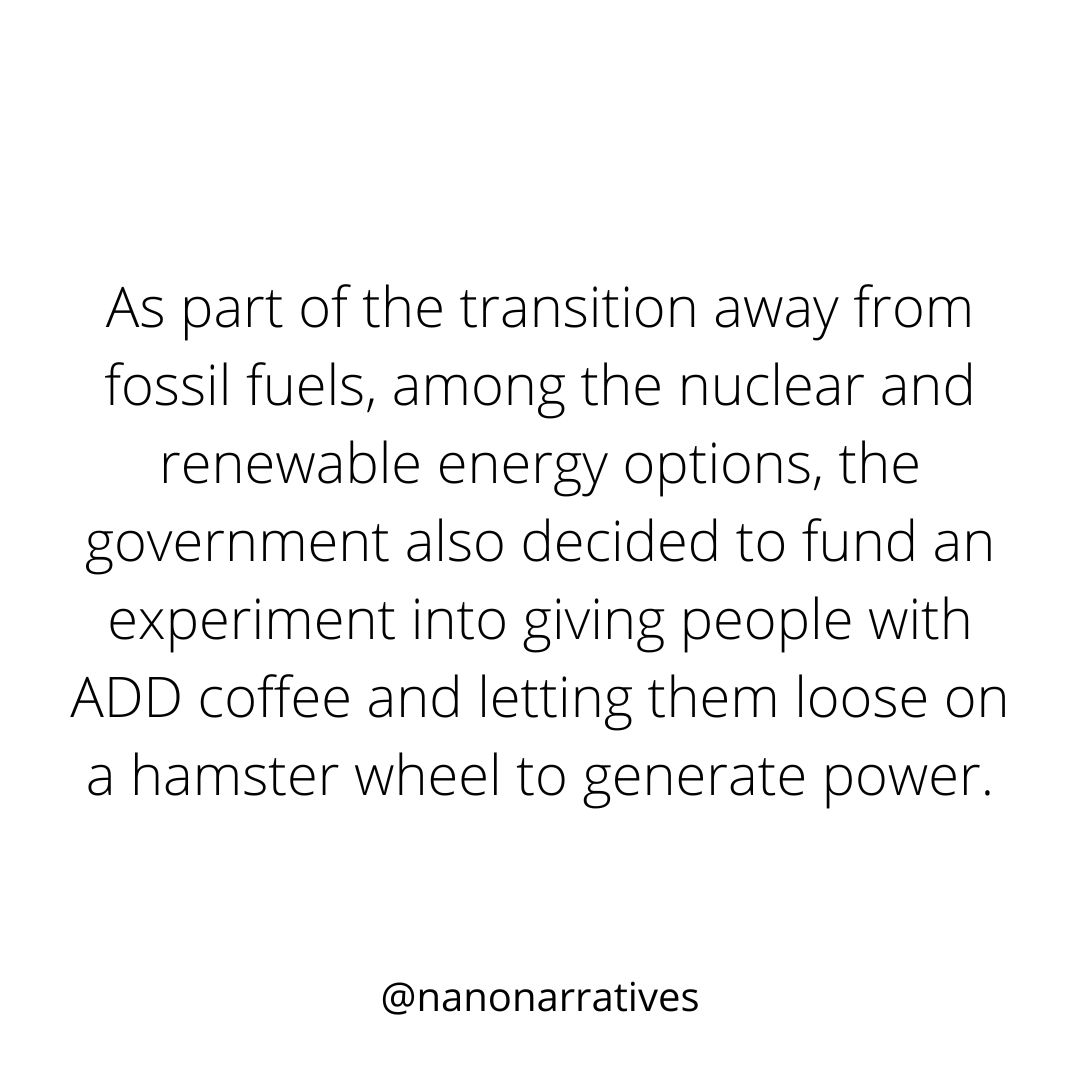 As part of the transition away from
fossil fuels, among the nuclear and
renewable energy options, the
government also decided to fund an
experiment into giving people with
ADD coffee and letting them loose on
a hamster wheel to generate power.
@nanonarratives